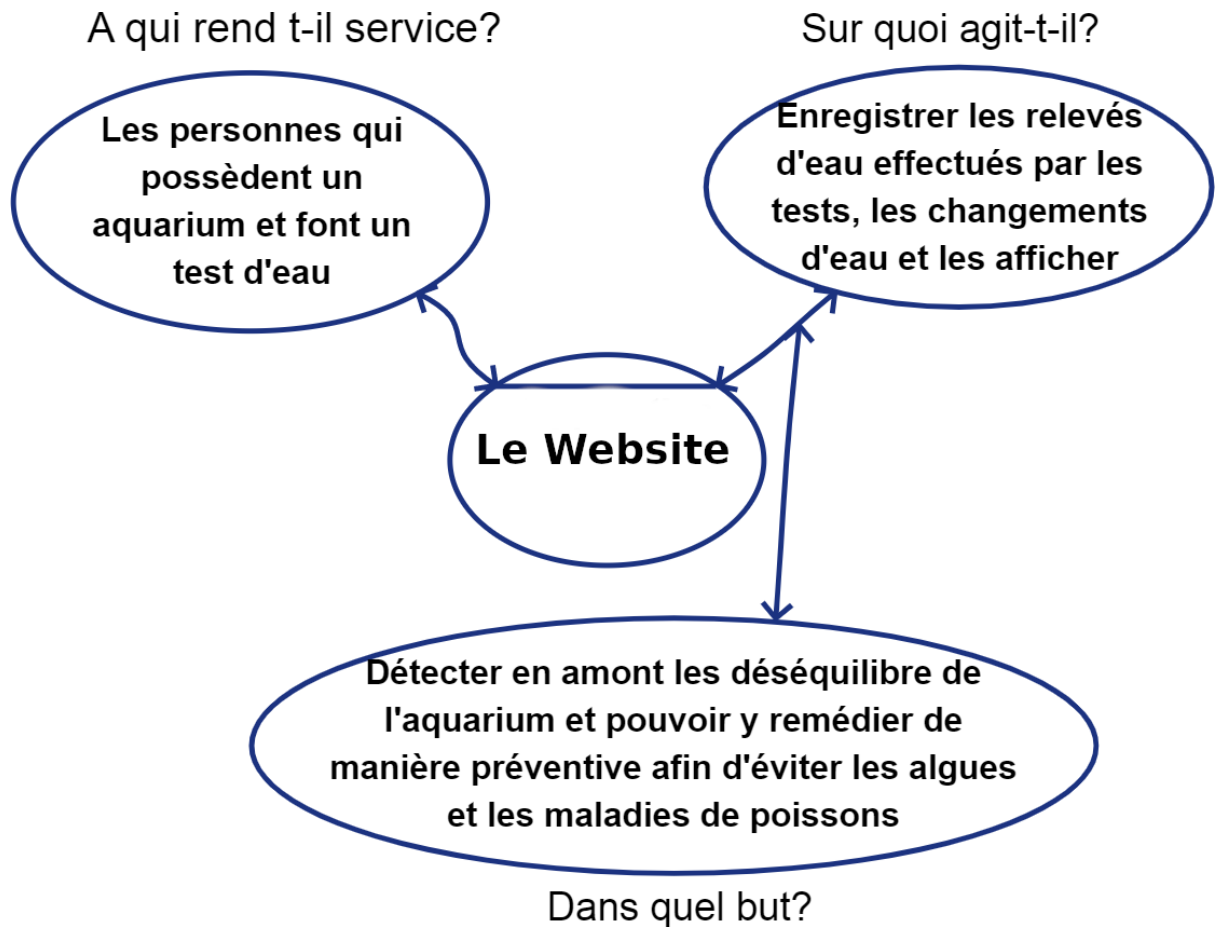 A qui rend t-il service?
Sur quoi agit-t-il?
Les personnes qui
possèdent un
aquarium et font un
test d'eau
Enregistrer les relevés
d'eau effectués par les
tests, les changements
d'eau et les afficher
Le Website
Détecter en amont les déséquilibre de
l'aquarium et pouvoir y remédier de
manière préventive afin d'éviter les algues
et les maladies de poissons
Dans quel but?